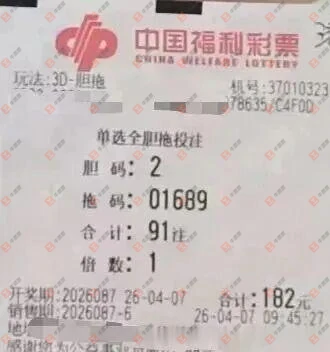 中国福利彩票
CHINA WELFARE LOTTERY
玩法:3D-胆拖
机号:37010323
078635/C4F0D
单选全胆拖投注
胆 码:2
拖 码:01689
合 计:91注
倍 数:1
开奖期:2026087 26-04-07 合计:182元
销售期:2026087-6 26-04-07 09:45:27